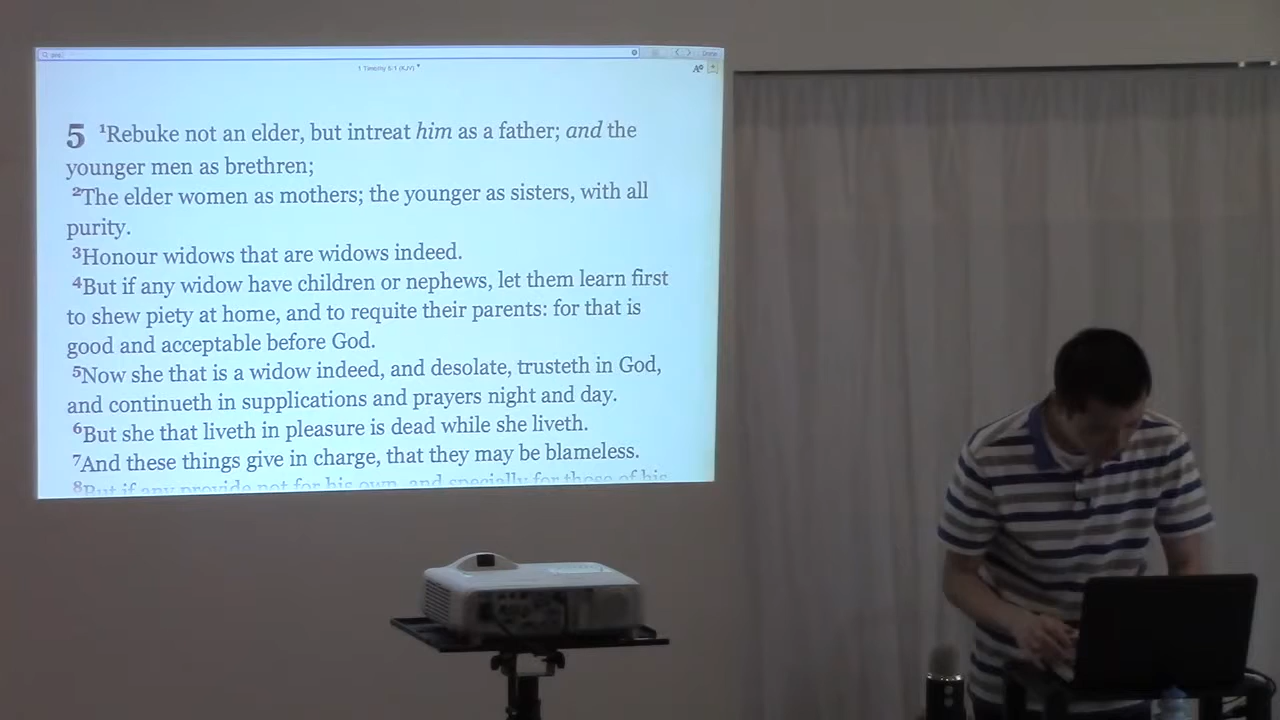 Done
1 Timothy 5:1 (KJV)
5 1Rebuke not an elder, but intreat him as a father; and the
younger men as brethren;
2The elder women as mothers; the younger as sisters, with all
purity.
3Honour widows that are widows indeed.
4But if any widow have children or nephews, let them learn first
to shew piety at home, and to requite their parents: for that is
good and acceptable before God.
5Now she that is a widow indeed, and desolate, trusteth in God,
and continueth in supplications and prayers night and day.
6But she that liveth in pleasure is dead while she liveth.
7And these things give in charge, that they may be blameless.
8But if any provide not for his own, and specially for those of his